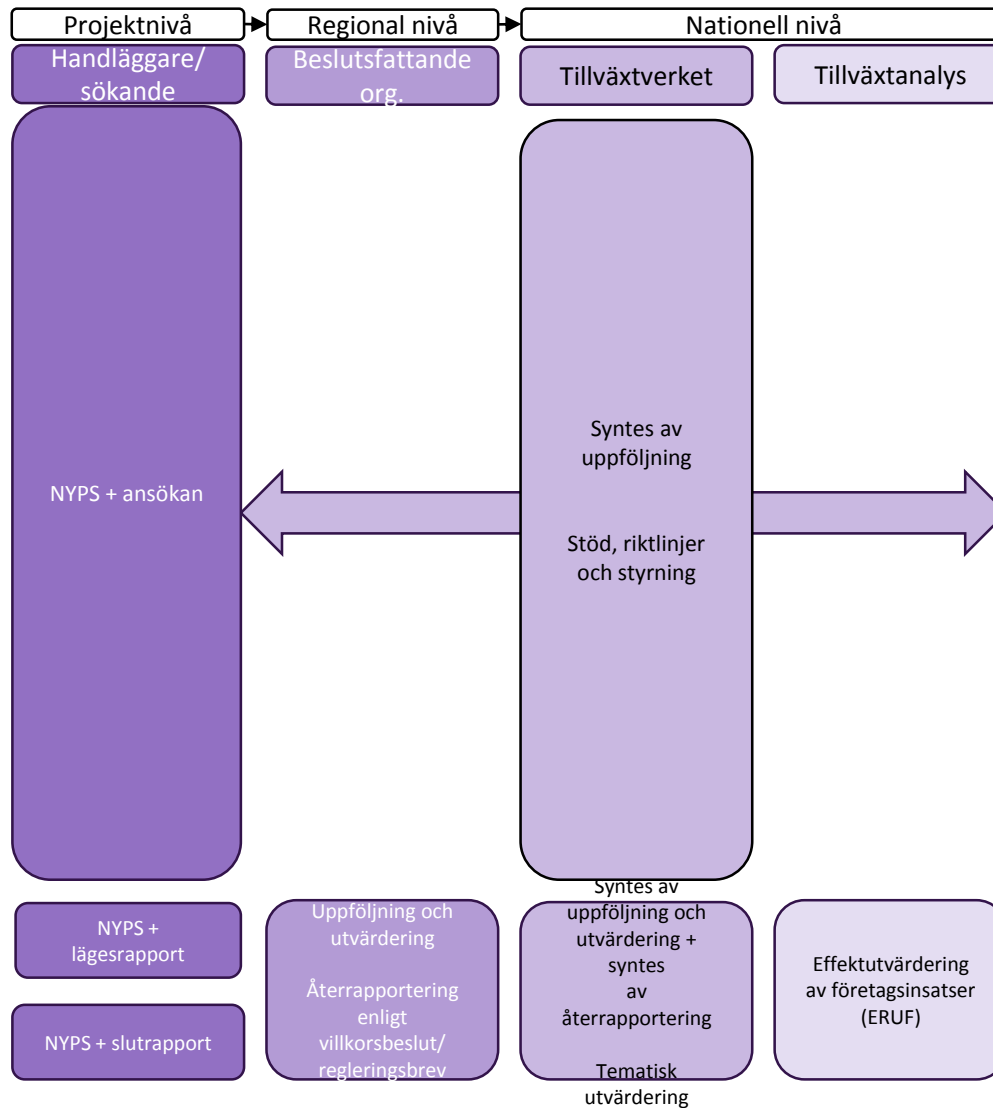 Projektnivå
Regional nivå
Nationell nivå
Handläggare/
sökande
Beslutsfattande
org.
Tillväxtverket
Tillväxtanalys
NYPS + ansökan
Syntes av
uppföljning
Stöd, riktlinjer
och styrning
NYPS +
lägesrapport
NYPS + slutrapport
Uppföljning och
utvärdering
Återrapportering
enligt
villkorsbeslut/
regleringsbrev
Syntes av
uppföljning och
utvärdering +
syntes
av
återrapportering
Tematisk
utvärdering
Effektutvärdering
av företagsinsatser
(ERUF)